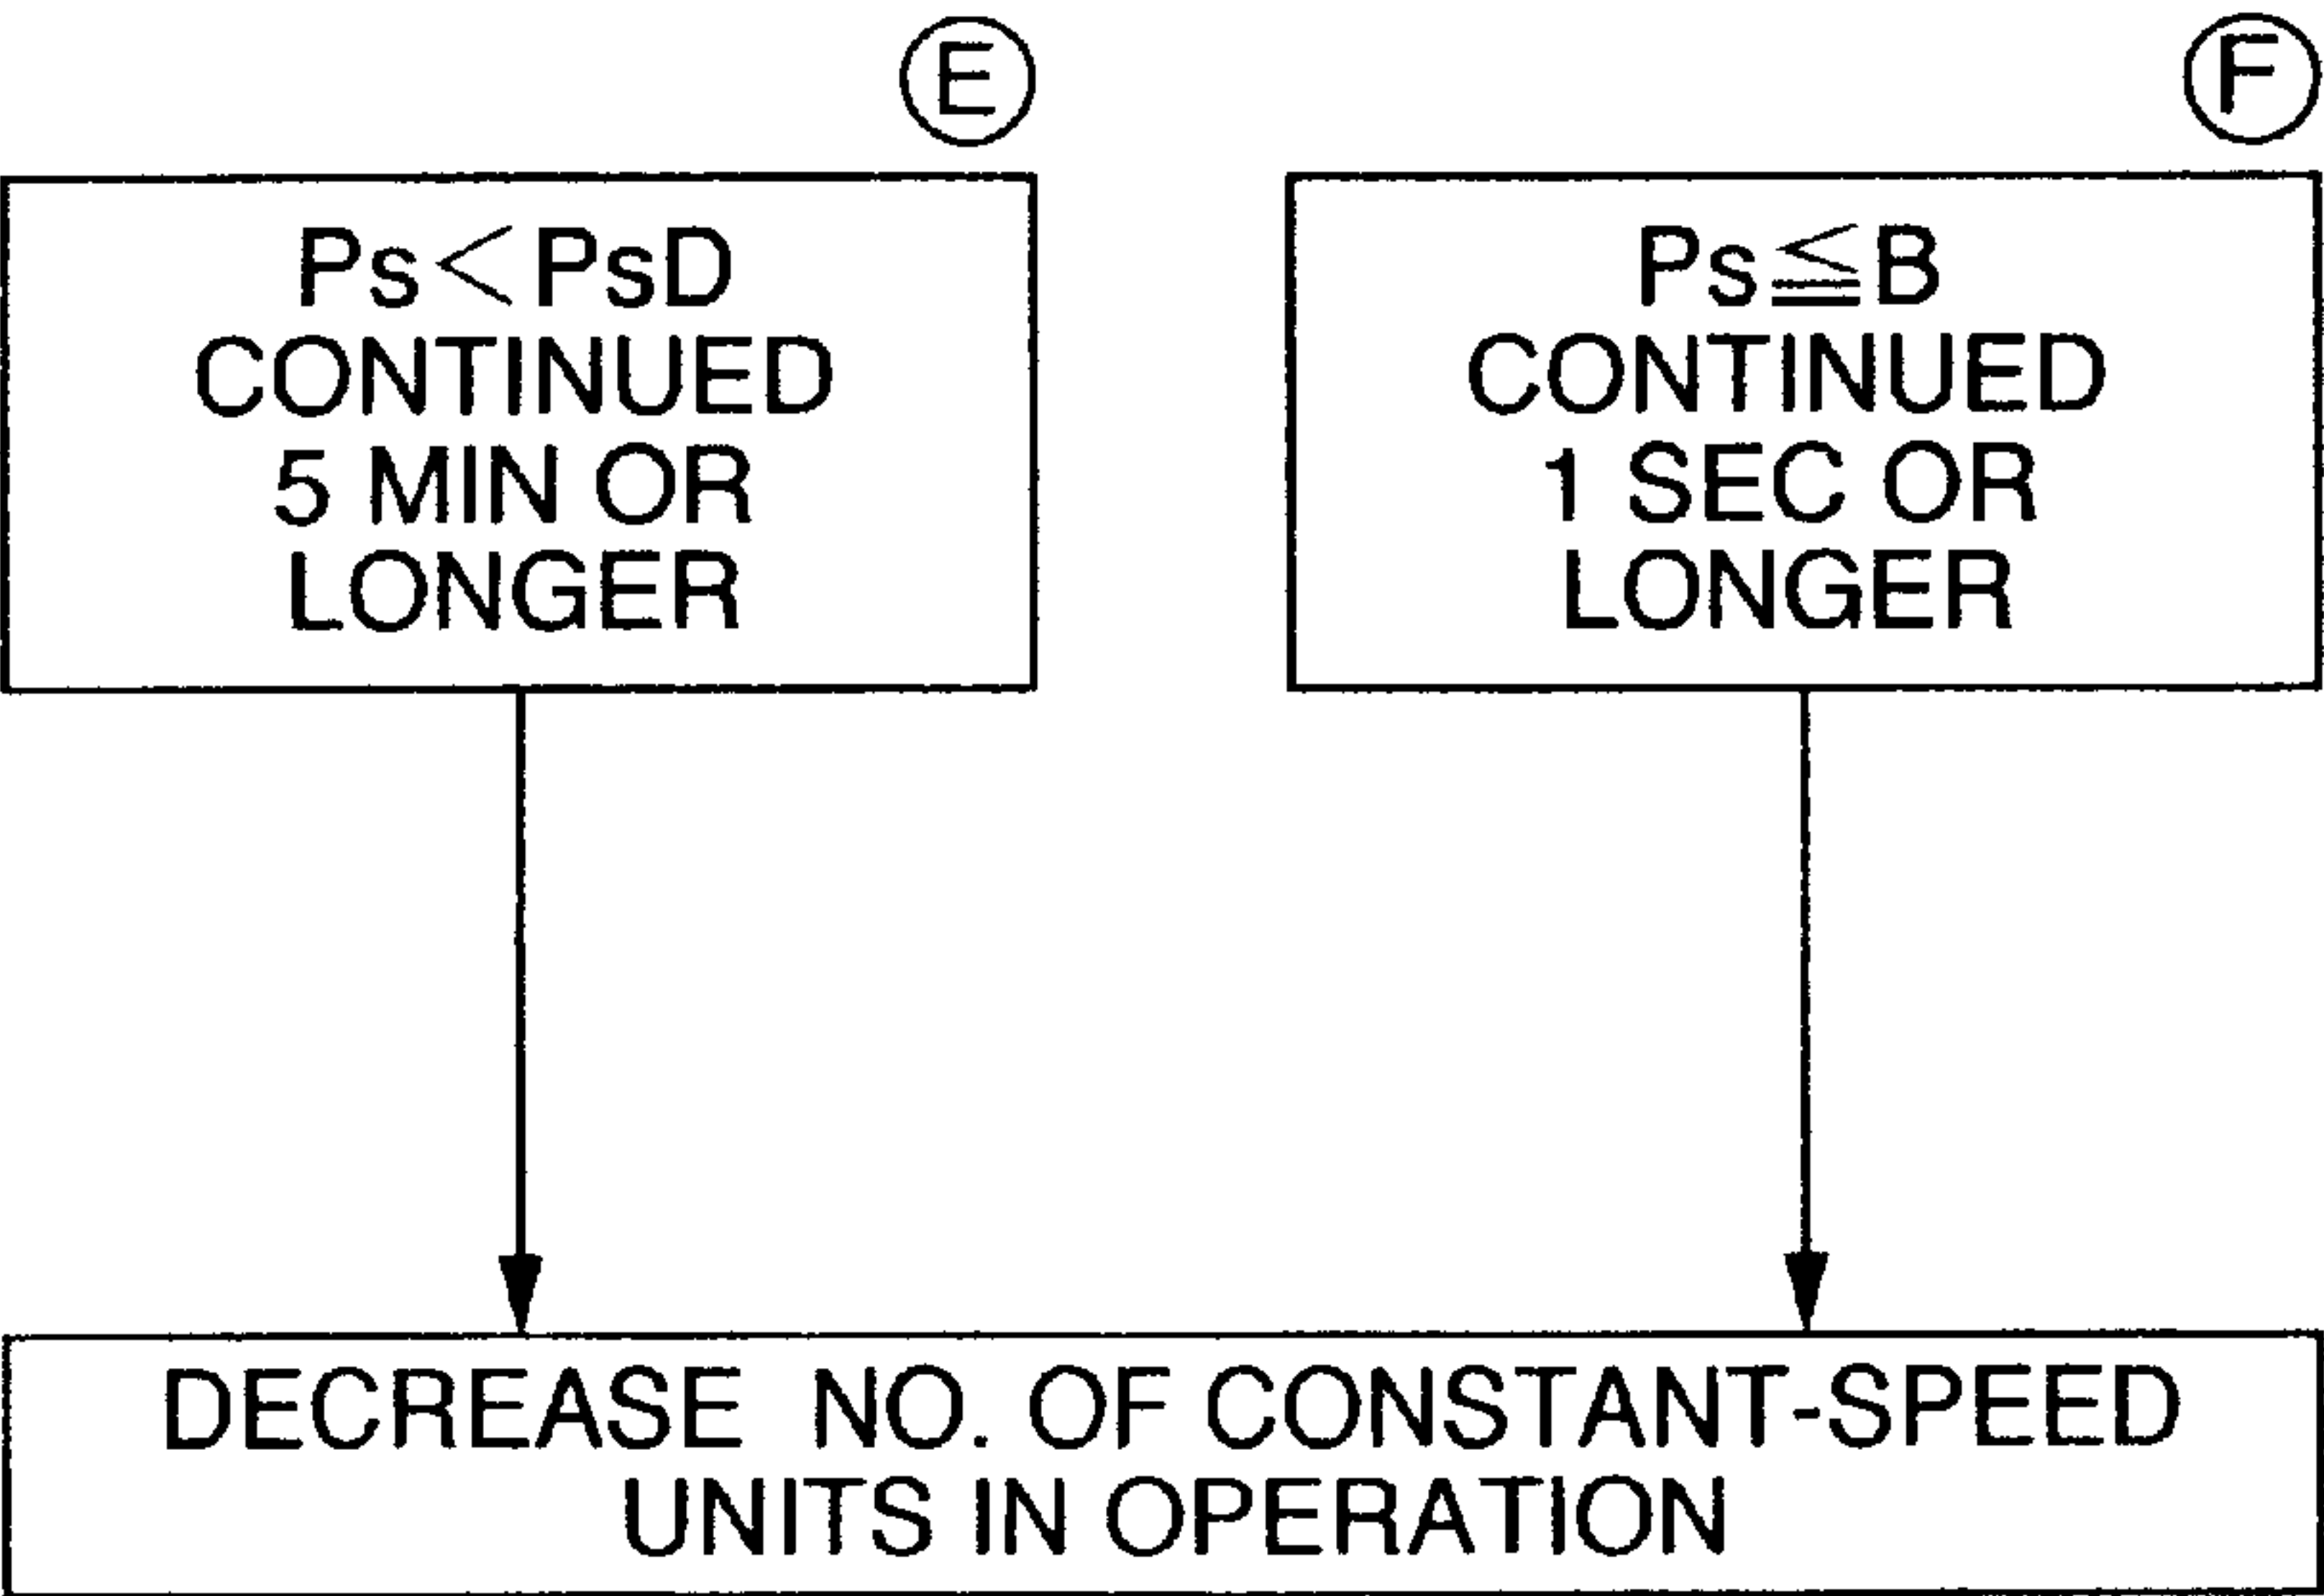 E
Ps<PsD
CONTINUED
5 MIN OR
LONGER
F
Ps≦B
CONTINUED
1 SEC OR
LONGER
DECREASE NO. OF CONSTANT-SPEED
UNITS IN OPERATION